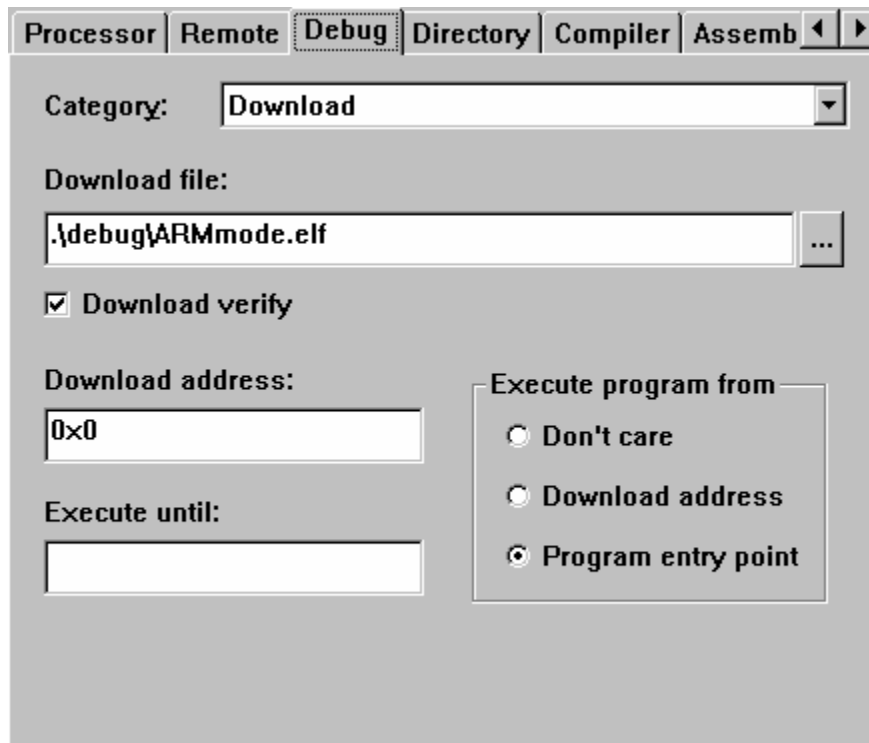 Processor Remote Debug Directory Compiler Assemb
Category: Download
Download file:
.\debug\ARMmode.elf ...
Download verify
Download address:
0x0
Execute until:
Execute program from
Don't care
Download address
Program entry point